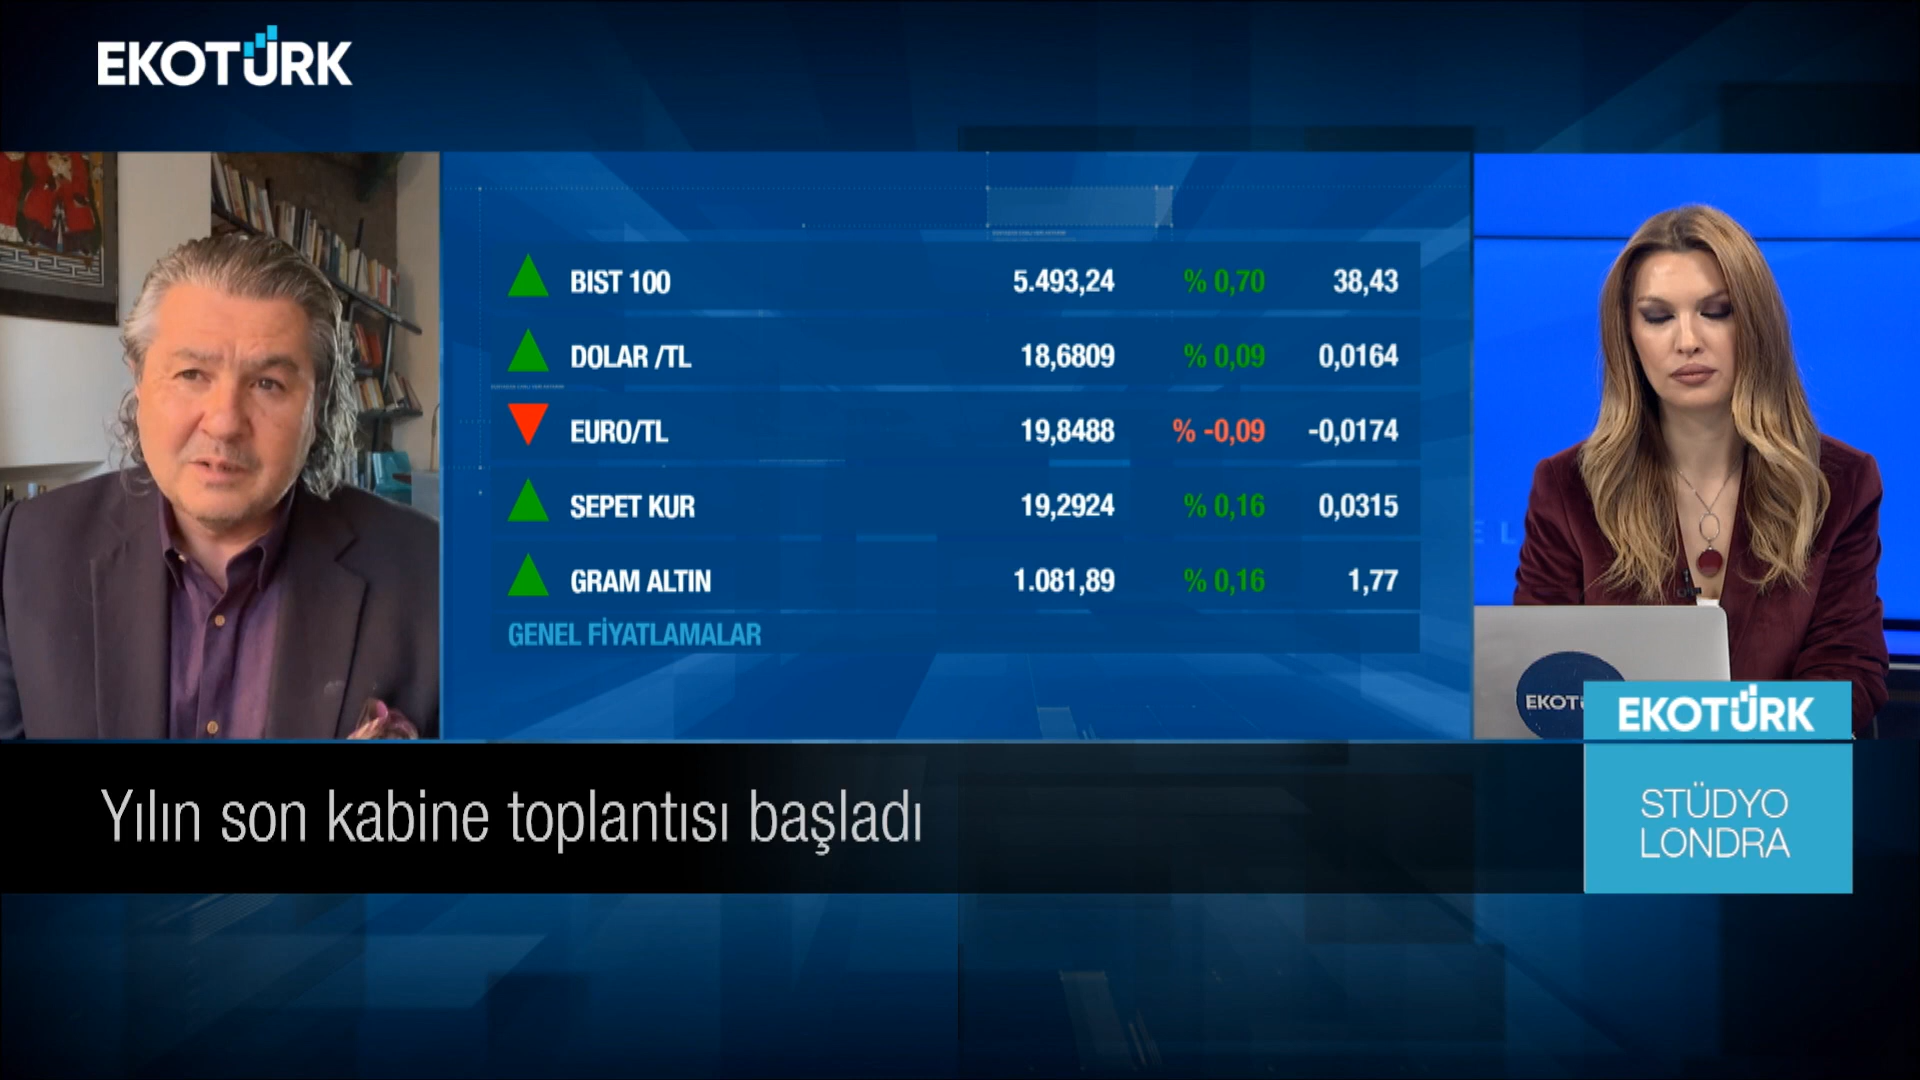 EKOTÜRK
BIST 100 5.493,24 % 0,70 38,43
DOLAR /TL 18,6809 % 0,09 0,0164
EURO/TL 19,8488 % -0,09 -0,0174
SEPET KUR 19,2924 % 0,16 0,0315
GRAM ALTIN 1.081,89 % 0,16 1,77
GENEL FİYATLAMALAR
EKOTÜRK
Yılın son kabine toplantısı başladı
STÜDYO
LONDRA